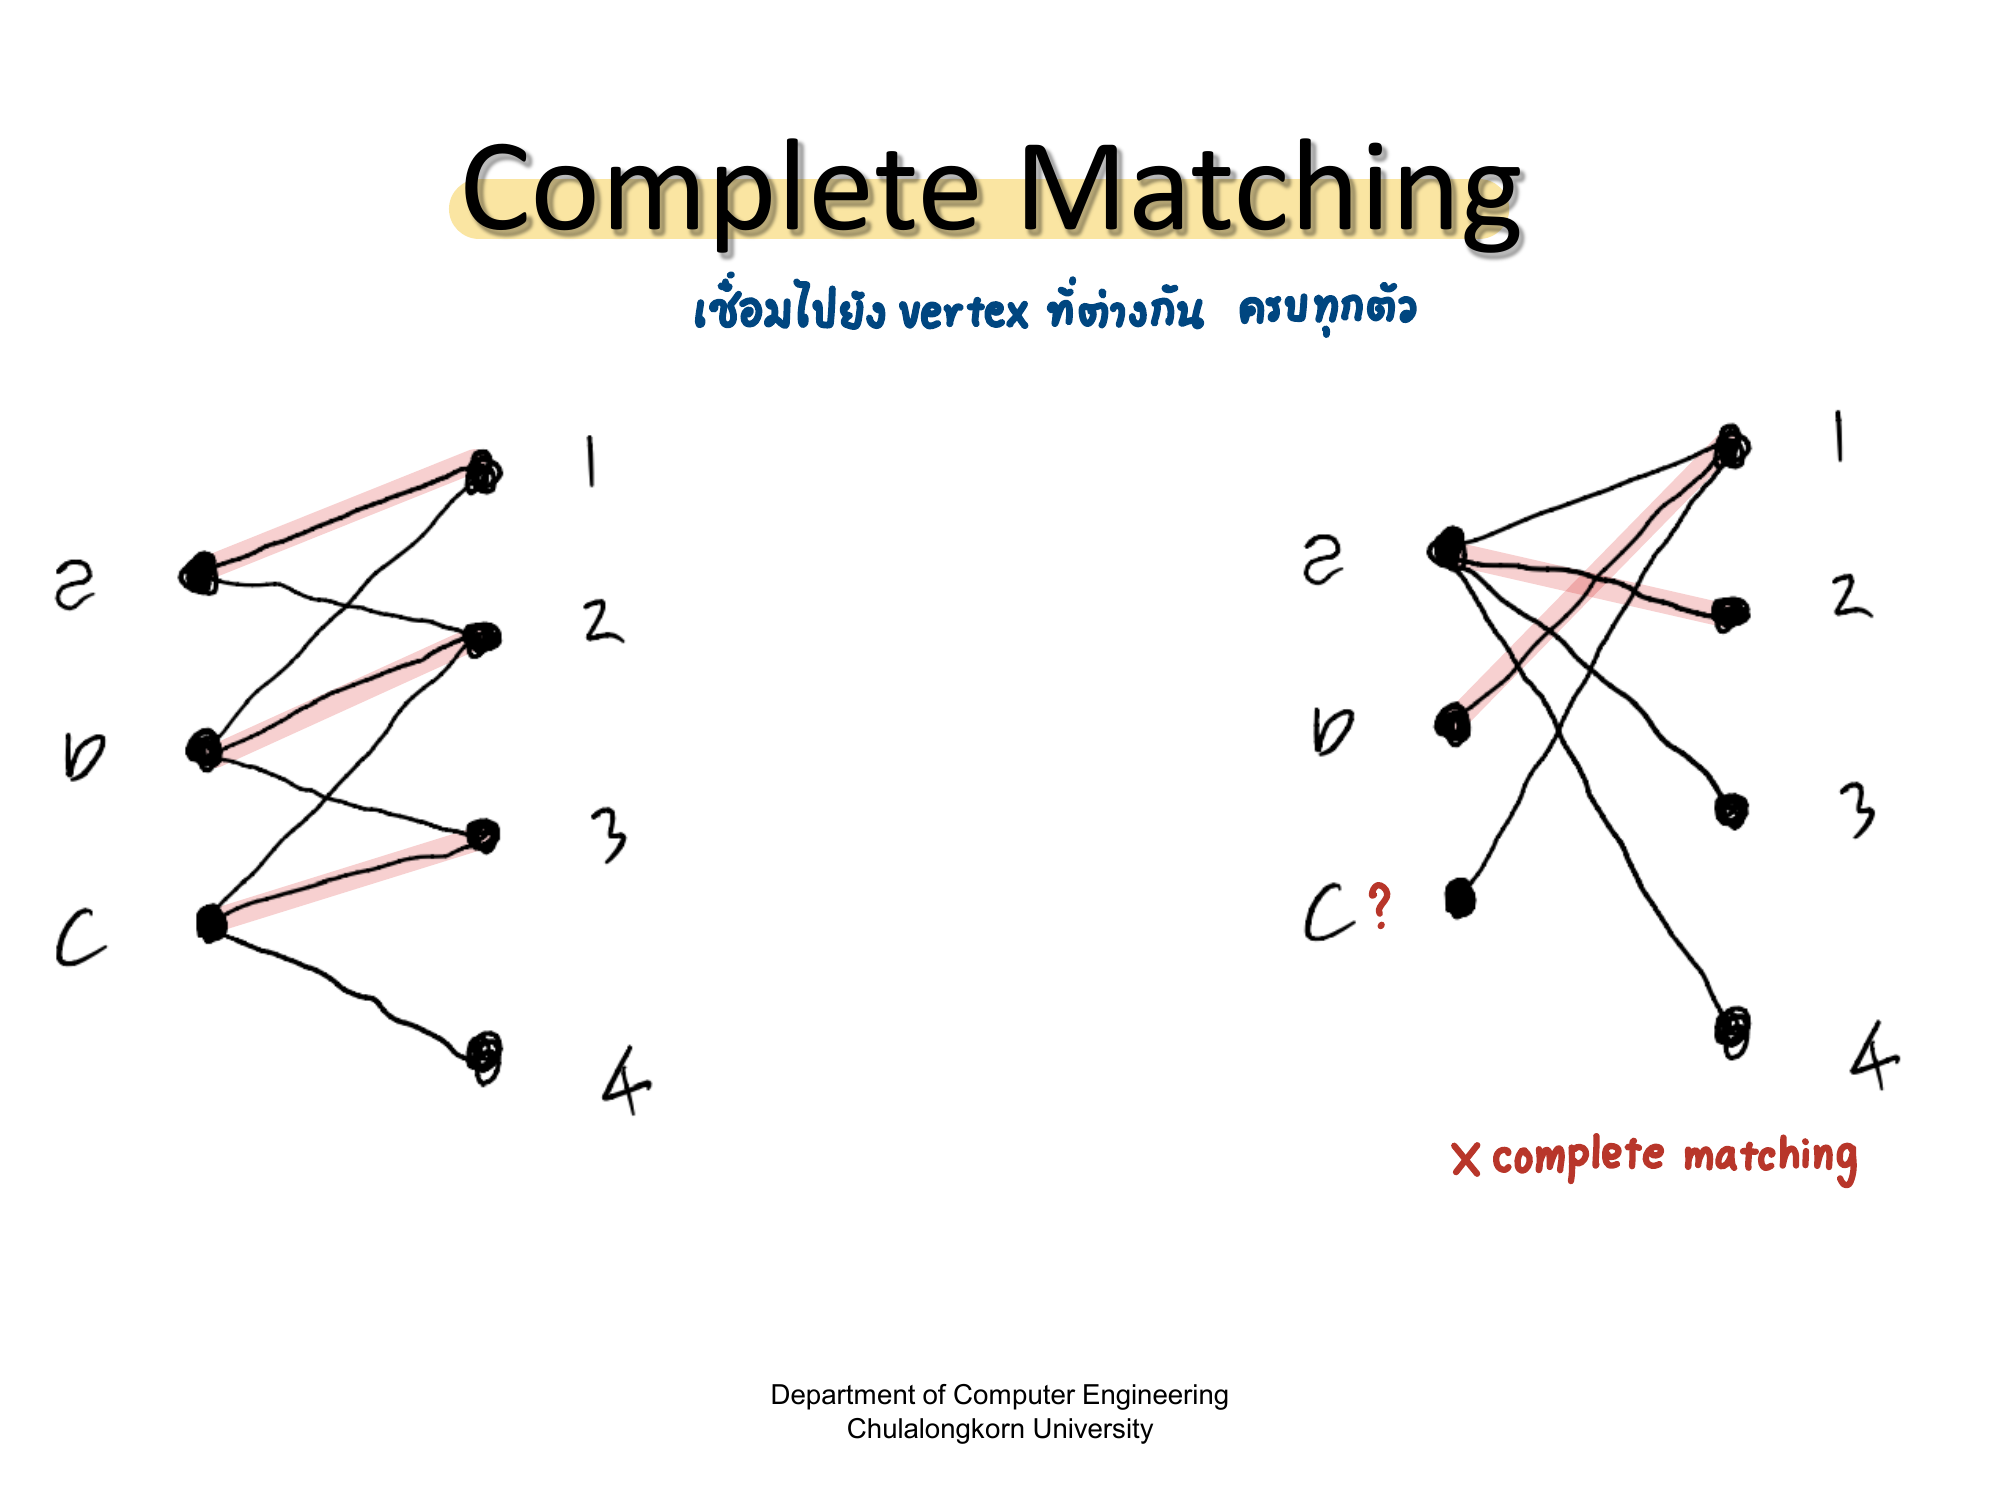 Complete Matching
เชื่อมไปยัง vertex ที่ต่างกัน ครบทุกตัว
1
a
2
b
3
C
4
1
a
2
b
3
C ?
4
x complete matching
Department of Computer Engineering
Chulalongkorn University